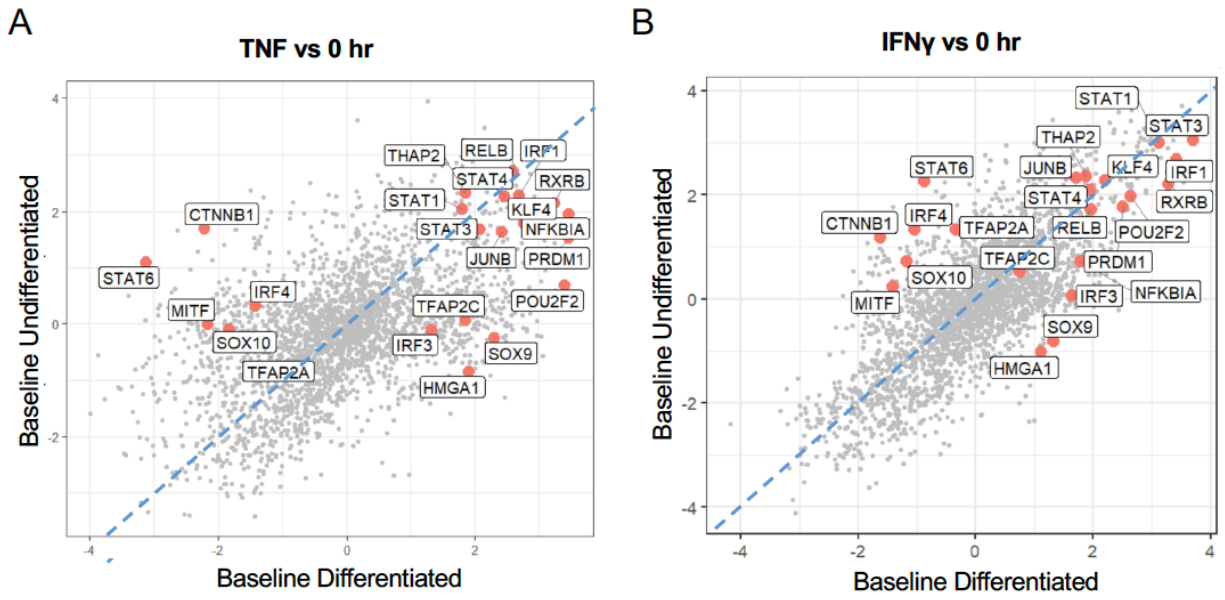 A
TNF vs 0 hr
4
2
0
-2
-4
-2
0
2
Baseline Undifferentiated
Baseline Differentiated
THAP2
RELB
IRF1
STAT4
RXRB
STAT1
KLF4
CTNNB1
STAT3
NFKBIA
JUNB
PRDM1
STAT6
IRF4
MITF
TFAP2C
POU2F2
SOX10
IRF3
SOX9
TFAP2A
HMGA1
B
IFNγ vs 0 hr
4
2
0
-2
-4
-4
-2
0
2
4
Baseline Undifferentiated
Baseline Differentiated
STAT1
STAT3
THAP2
STAT6
JUNB
KLF4
IRF1
STAT4
RXRB
CTNNB1
IRF4
TFAP2A
RELB
POU2F2
TFAP2C
PRDM1
SOX10
NFKBIA
MITF
IRF3
SOX9
HMGA1